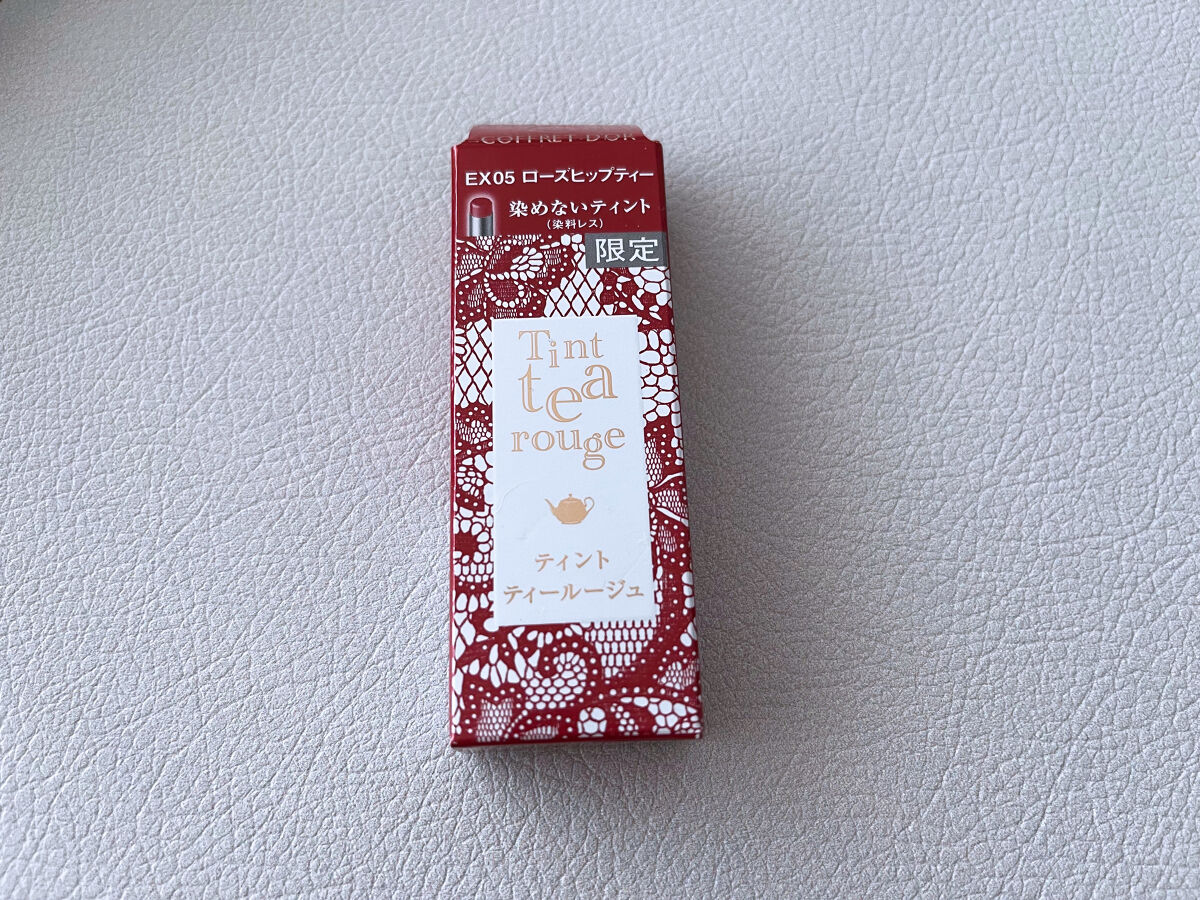 COFFRET D'OR
EX05 ローズヒップティー
染めないティント
(染料レス)
限定
Tint
tea
rouge
ティント
ティールージュ